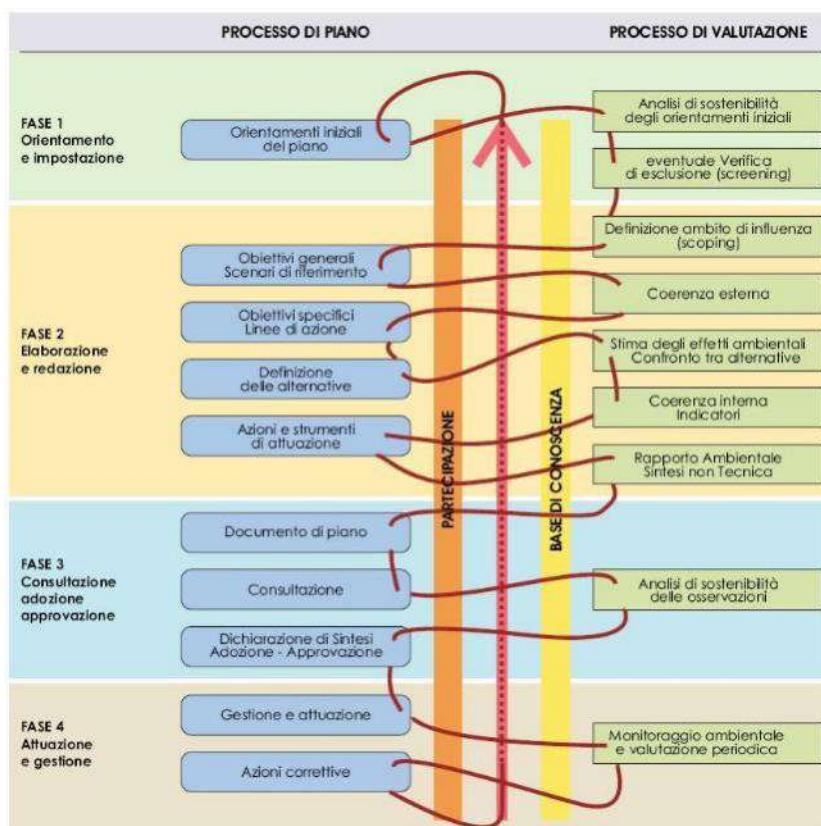 PROCESSO DI PIANO
PROCESSO DI VALUTAZIONE
FASE 1
Orientamento
e impostazione
Orientamenti iniziali
del piano
Analisi di sostenibilità
degli orientamenti iniziali
eventuale Verifica
di esclusione (screening)
FASE 2
Elaborazione
e redazione
Obiettivi generali
Scenari di riferimento
Obiettivi specifici
Linee di azione
Definizione
delle alternative
Azioni e strumenti
di attuazione
Definizione ambito di influenza
(scoping)
Coerenza esterna
Stima degli effetti ambientali
Confronto tra alternative
Coerenza interna
Indicatori
Rapporto Ambientale
Sintesi non Tecnica
PARTECIPAZIONE
BASE DI CONOSCENZA
FASE 3
Consultazione
adozione
approvazione
Documento di piano
Consultazione
Dichiarazione di Sintesi
Adozione - Approvazione
Analisi di sostenibilità
delle osservazioni
FASE 4
Attuazione
e gestione
Gestione e attuazione
Azioni correttive
Monitoraggio ambientale
e valutazione periodica